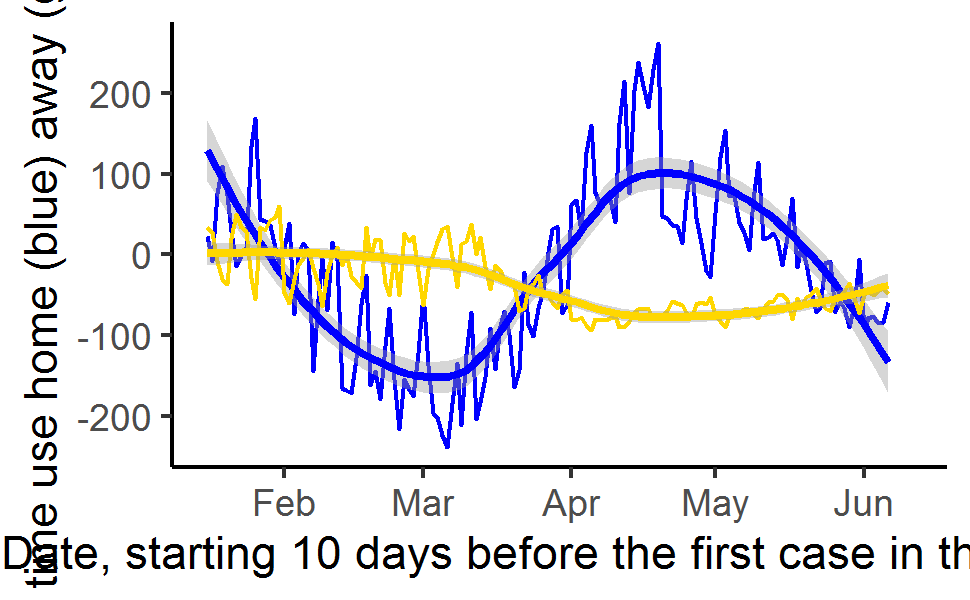 time use home (blue) away (
200
100
0
-100
-200
Feb Mar Apr May Jun
Date, starting 10 days before the first case in th